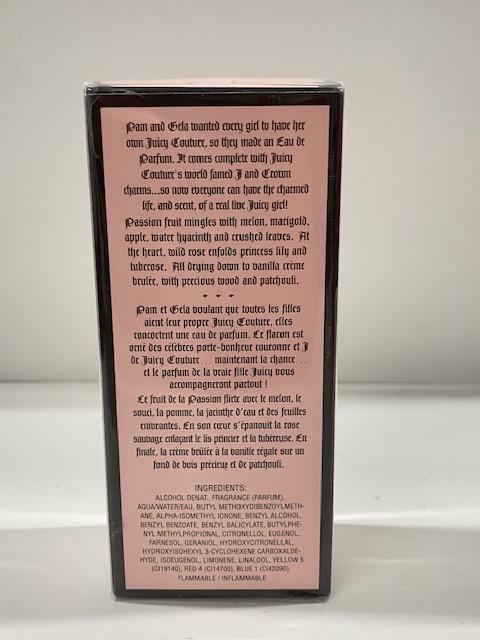 Pam and Gela wanted every girl to have her
own Juicy Couture, so they made an Eau de
Parfum. It comes complete with Juicy
Couture's world famed J and Crown
charms...so now everyone can have the charmed
life, and scent, of a real live Juicy girl!
Passion fruit mingles with melon, marigold,
apple, water hyacinth and crushed leaves. At
the heart, wild rose enfolds princess lily and
tuberose. All drying down to vanilla crème
brulée, with precious wood and patchouli.
Pam et Gela voulant que toutes les filles
aient leur propre Juicy Couture, elles
concoctent une eau de parfum. Le flacon est
orné des célèbres porte-bonheur couronne et J
de Juicy Couture... maintenant la chance...
et le parfum de la vraie fille Juicy vous
accompagneront partout !
Le fruit de la Passion flirte avec le melon, le
souci, la pomme, la jacinthe d'eau et des feuilles
enivrantes. En son cœur s'épanouit la rose
sauvage enlaçant le lis princier et la tubéreuse. En
finale, la crème brûlée à la vanille régale sur un
fond de bois précieux et de patchouli.
INGREDIENTS:
ALCOHOL DENAT., FRAGRANCE (PARFUM),
AQUA/WATER/EAU, BUTYL METHOXYDIBENZOYLMETH-
ANE, ALPHA-ISOMETHYL IONONE, BENZYL ALCOHOL,
BENZYL BENZOATE, BENZYL SALICYLATE, BUTYLPHE-
NYL METHYLPROPIONAL, CITRONELLOL, EUGENOL,
FARNESOL, GERANIOL, HYDROXYCITRONELLAL,
HYDROXYISOHEXYL 3-CYCLOHEXENE CARBOXALDE-
HYDE, ISOEUGENOL, LIMONENE, LINALOOL, YELLOW 5
(CI19140), RED 4 (CI14700), BLUE 1 (CI42090).
FLAMMABLE / INFLAMMABLE